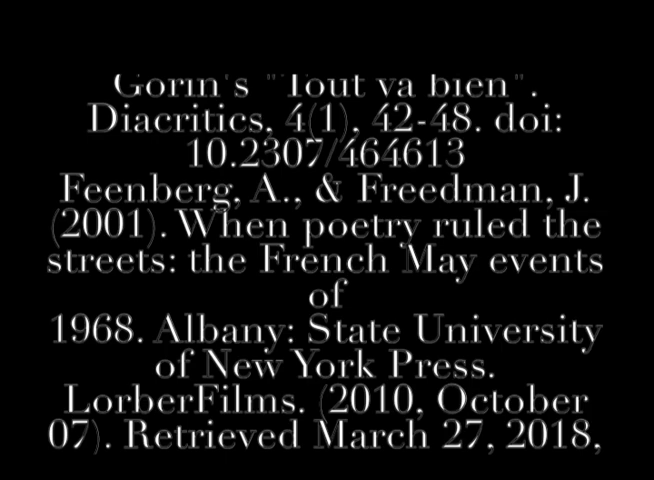 Gorin's "Tout va bien".
Diacritics, 4(1), 42-48. doi:
10.2307/464613
Feenberg, A., & Freedman, J.
(2001). When poetry ruled the
streets: the French May events
of
1968. Albany: State University
of New York Press.
LorberFilms. (2010, October
07). Retrieved March 27, 2018,